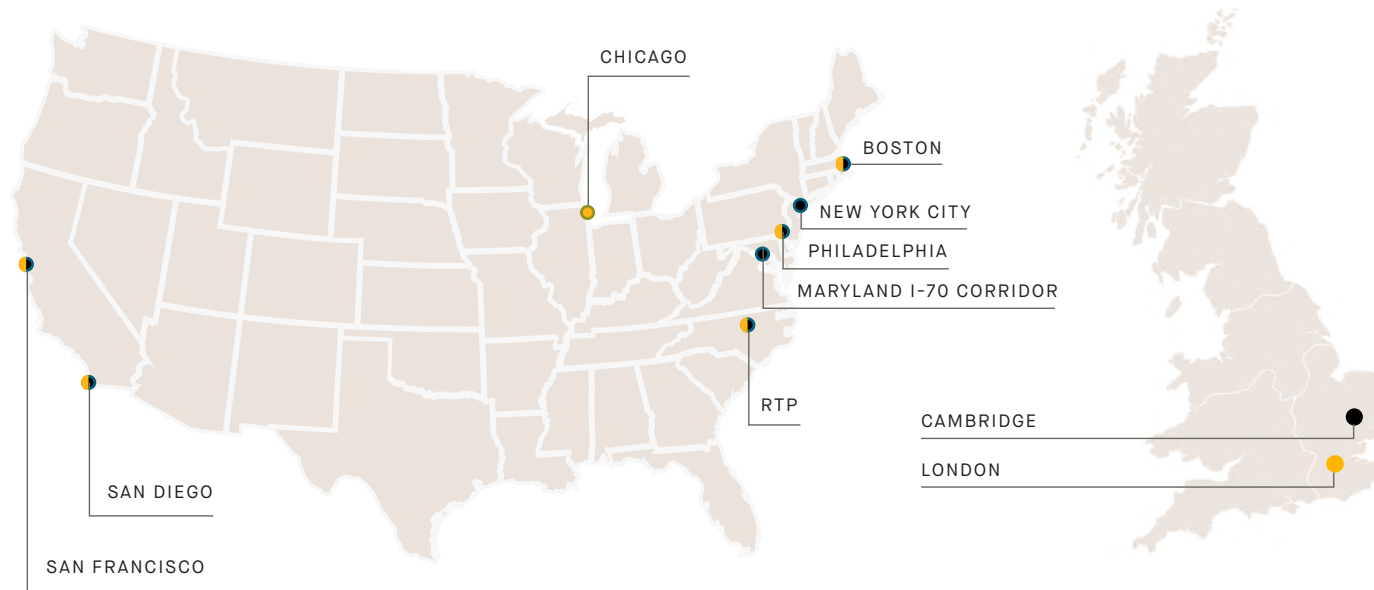 CHICAGO
BOSTON
NEW YORK CITY
PHILADELPHIA
MARYLAND I-70 CORRIDOR
RTP
CAMBRIDGE
LONDON
SAN DIEGO
SAN FRANCISCO